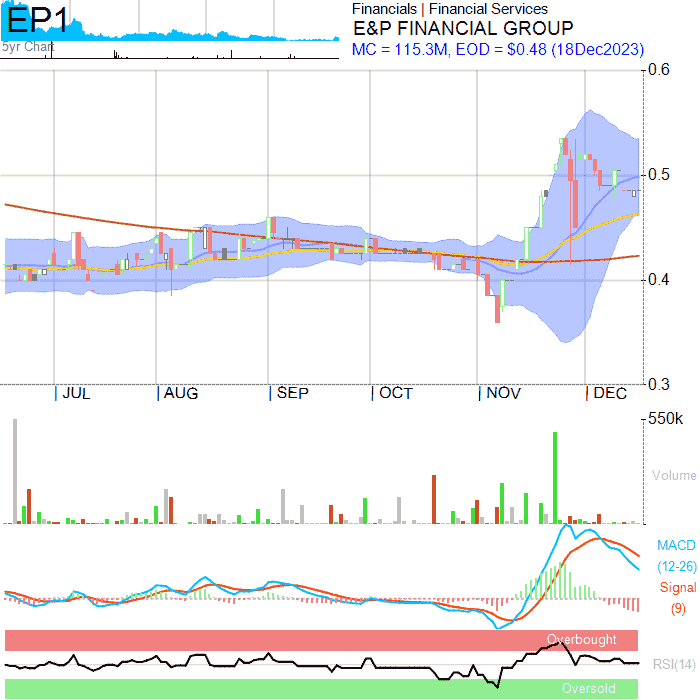 EP1
5yr Chart
Financials | Financial Services
E&P FINANCIAL GROUP
MC = 115.3M, EOD = $0.48 (18Dec2023)
0.6
0.5
0.4
0.3
JUL AUG SEP OCT NOV DEC
550k
Volume
MACD
(12-26)
Signal
(9)
Overbought
RSI(14)
Oversold